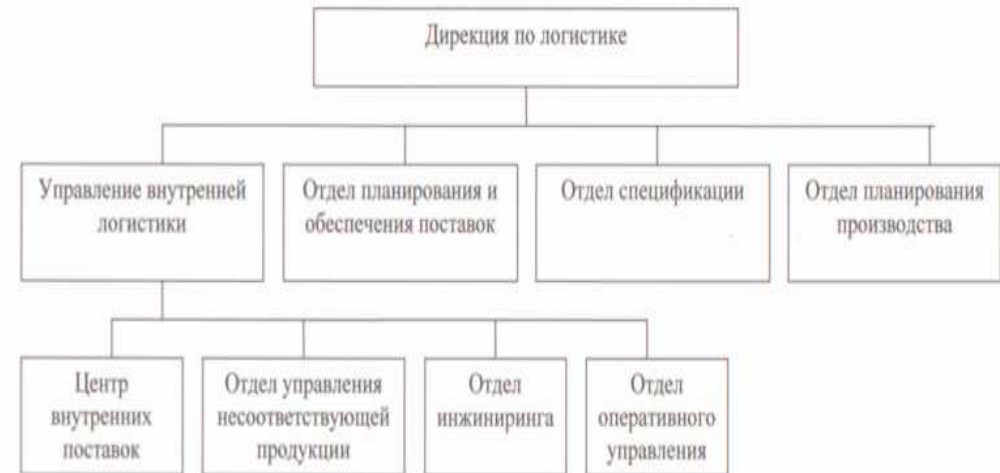 Дирекция по логистике
Управление внутренней
логистики
Отдел планирования и
обеспечения поставок
Отдел спецификации
Отдел планирования
производства
Центр
внутренних
поставок
Отдел управления
несоответствующей
продукции
Отдел
инжиниринга
Отдел
оперативного
управления